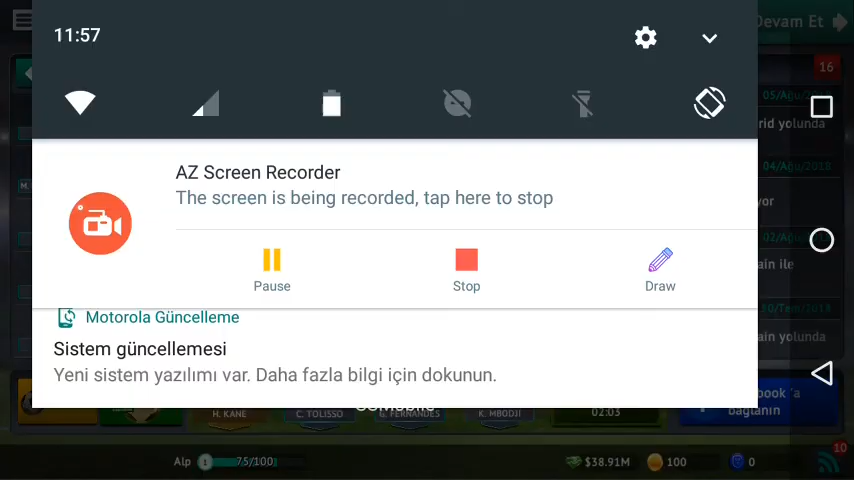 11:57
Devam Et
16
05/Ağu/
rid yolunda
04/Ağu/2018
yor
02/Ağu/
ain ile
30/Tem/2018
ain yolunda
AZ Screen Recorder
The screen is being recorded, tap here to stop
Pause
Stop
Draw
Motorola Güncelleme
Sistem güncellemesi
Yeni sistem yazılımı var. Daha fazla bilgi için dokunun.
book 'a
bağlanın
H. KANE
C. TOLISSO
G. FERNANDES
K. MBODJI
02:03
Alp
1
75/100
$38.91M
100
0
10